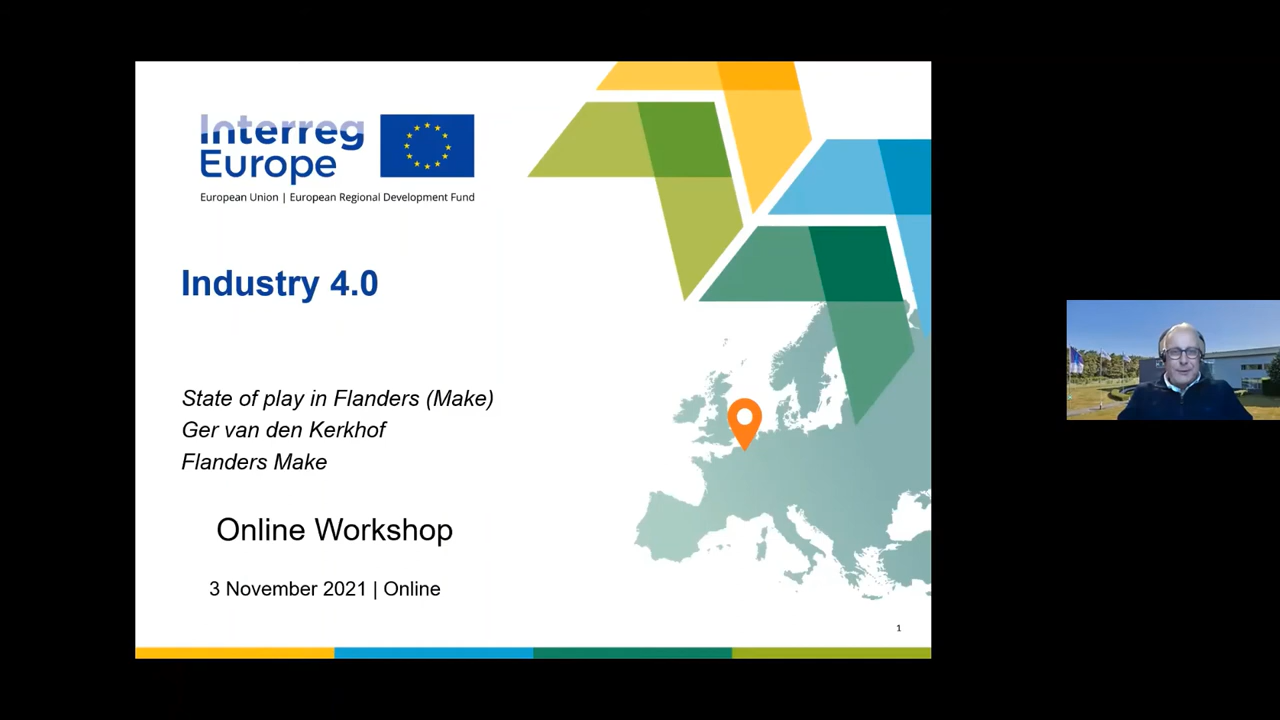 Interreg
Europe
European Union | European Regional Development Fund
Industry 4.0
State of play in Flanders (Make)
Ger van den Kerkhof
Flanders Make
Online Workshop
3 November 2021 | Online
1